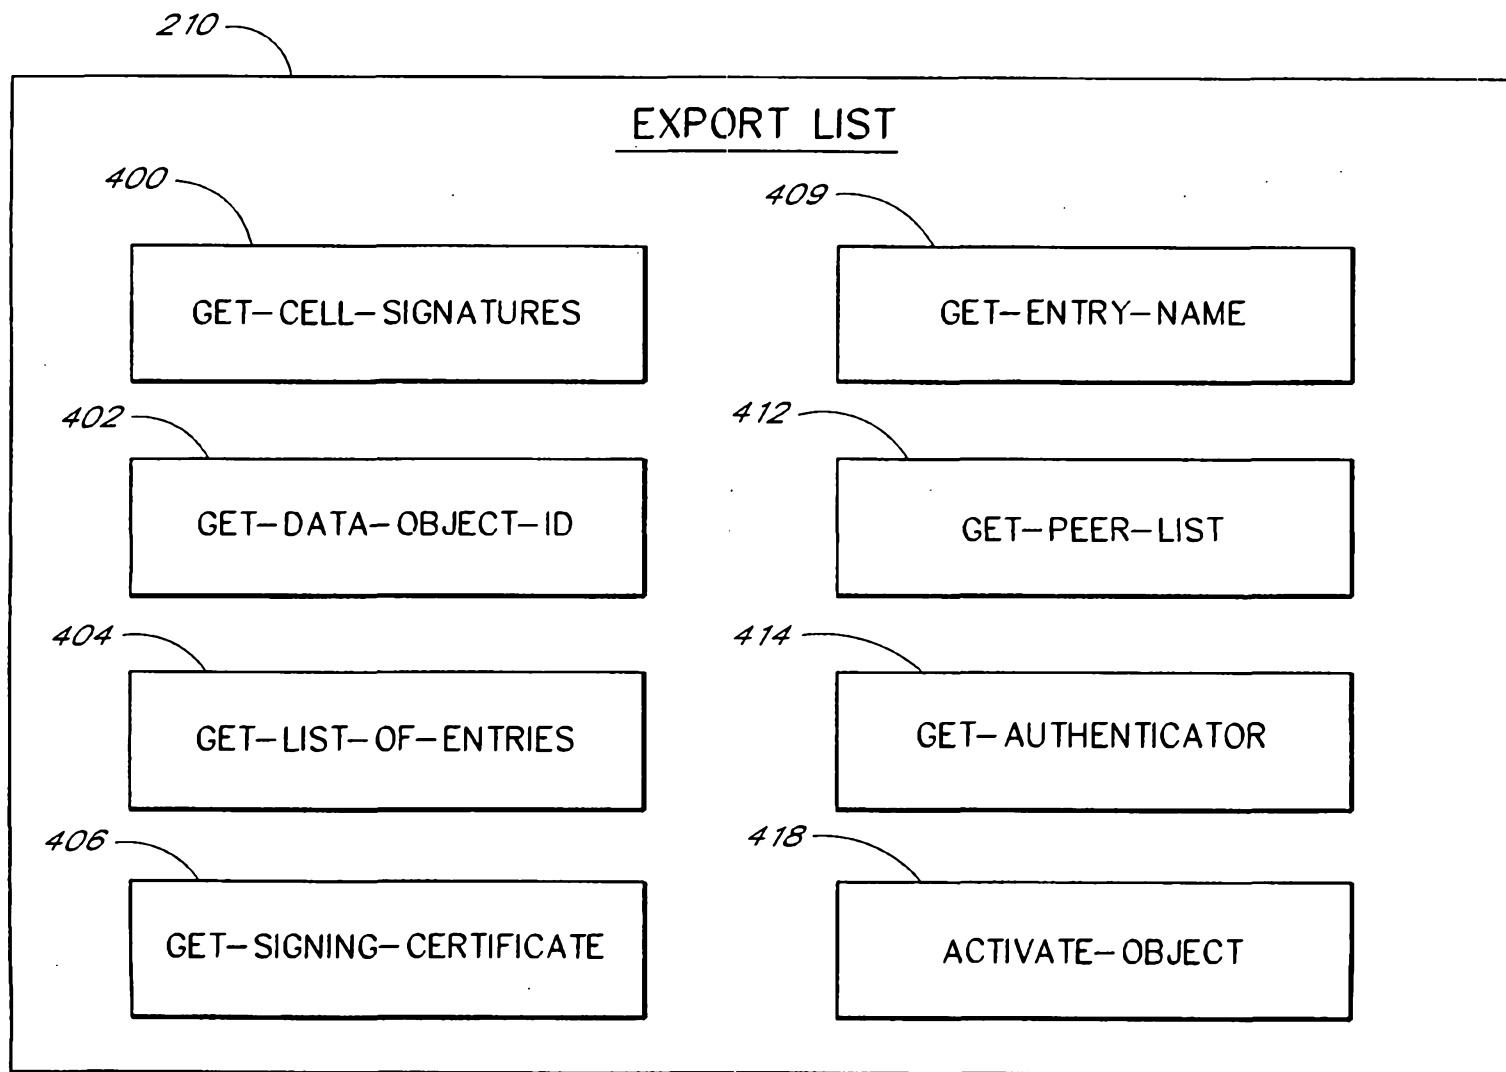 210
EXPORT LIST
400
GET-CELL-SIGNATURES
402
GET-DATA-OBJECT-ID
404
GET-LIST-OF-ENTRIES
406
GET-SIGNING-CERTIFICATE
409
GET-ENTRY-NAME
412
GET-PEER-LIST
414
GET-AUTHENTICATOR
418
ACTIVATE-OBJECT